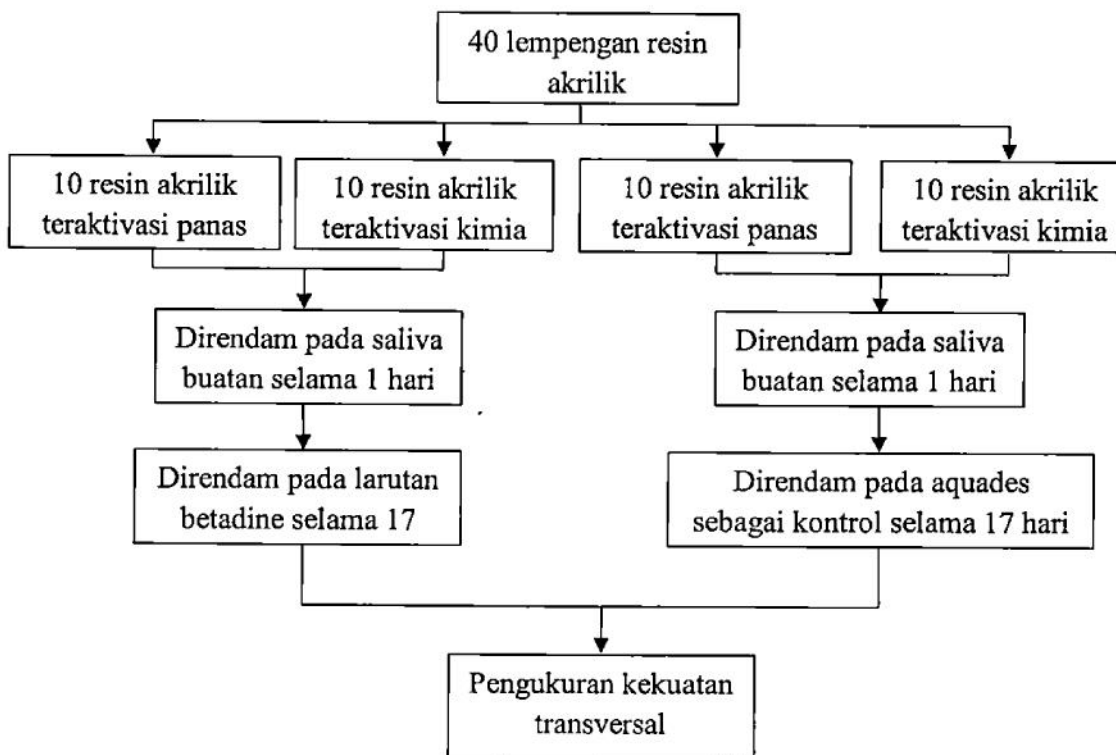 40 lempengan resin
akrilik
10 resin akrilik
teraktivasi panas
10 resin akrilik
teraktivasi kimia
10 resin akrilik
teraktivasi panas
10 resin akrilik
teraktivasi kimia
Direndam pada saliva
buatan selama 1 hari
Direndam pada saliva
buatan selama 1 hari
Direndam pada larutan
betadine selama 17
Direndam pada aquades
sebagai kontrol selama 17 hari
Pengukuran kekuatan
transversal